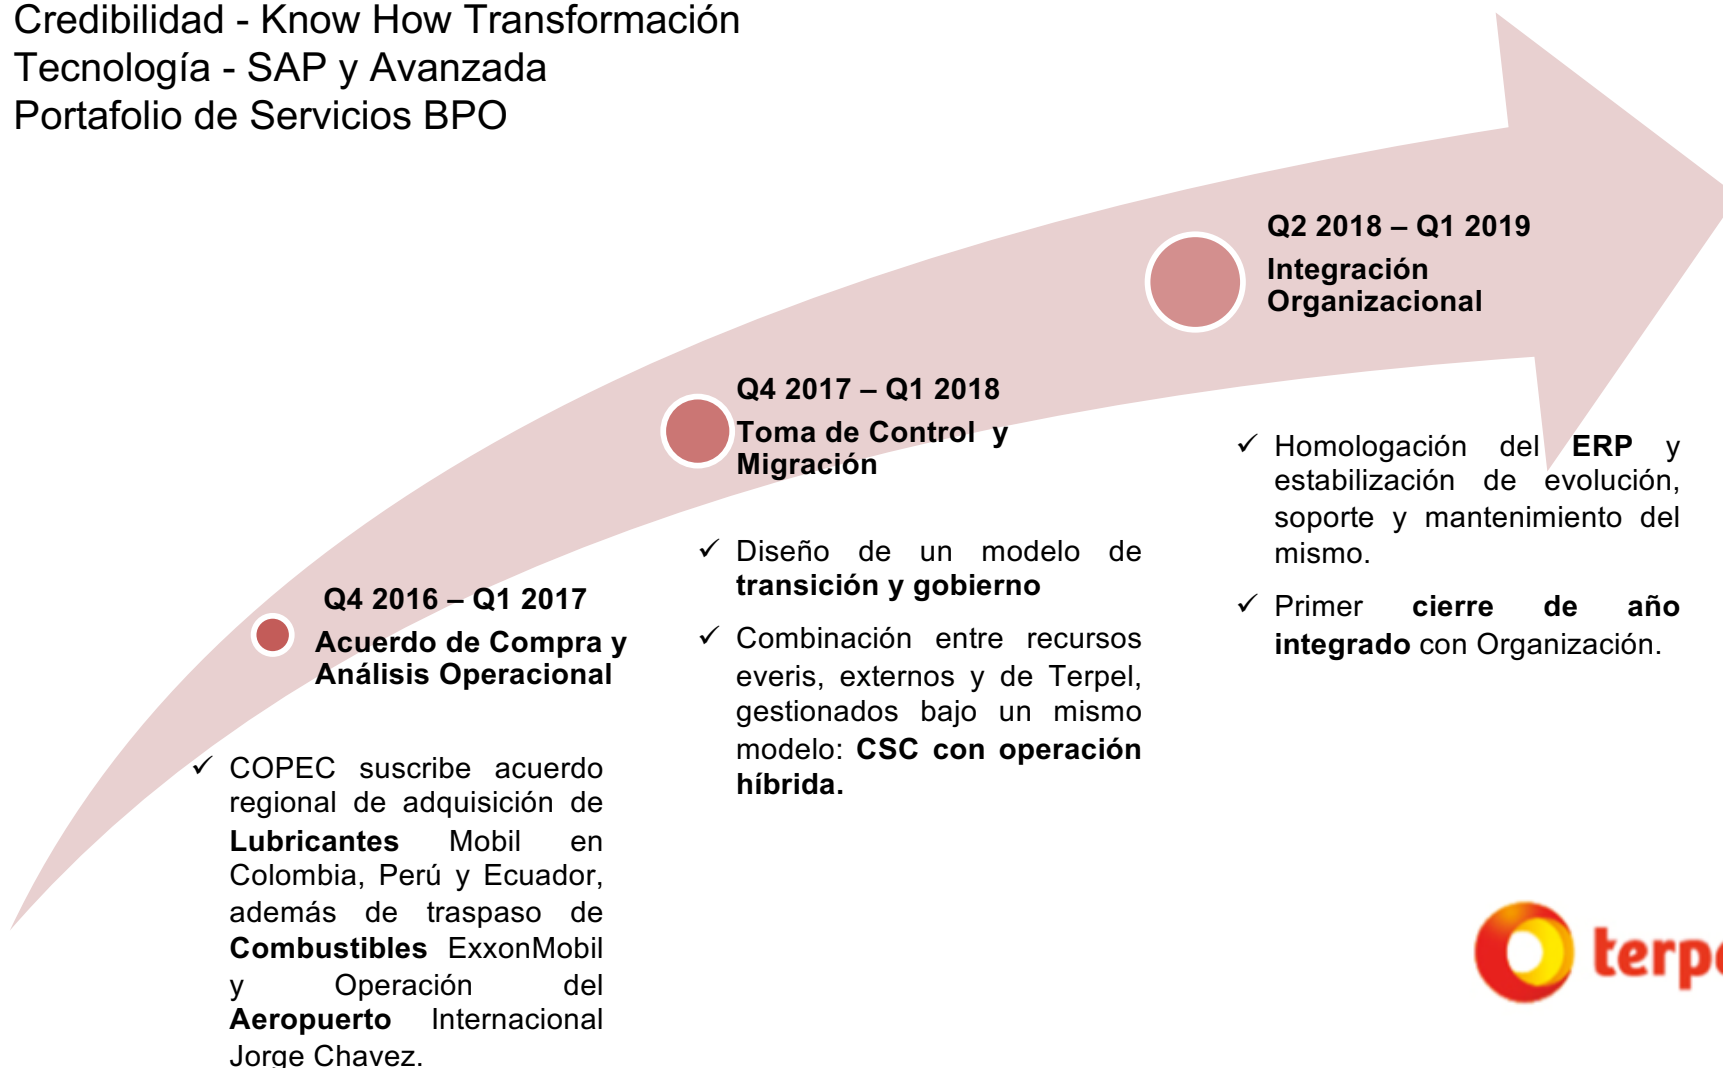 Credibilidad - Know How Transformación
Tecnología - SAP y Avanzada
Portafolio de Servicios BPO
Q4 2016 – Q1 2017
Acuerdo de Compra y
Análisis Operacional
✓ COPEC suscribe acuerdo
regional de adquisición de
Lubricantes Mobil en
Colombia, Perú y Ecuador,
además de traspaso de
Combustibles ExxonMobil
y Operación del
Aeropuerto Internacional
Jorge Chavez.
Q4 2017 – Q1 2018
Toma de Control y
Migración
✓ Diseño de un modelo de
transición y gobierno
✓ Combinación entre recursos
everis, externos y de Terpel,
gestionados bajo un mismo
modelo: CSC con operación
híbrida.
Q2 2018 – Q1 2019
Integración
Organizacional
✓ Homologación del ERP y
estabilización de evolución,
soporte y mantenimiento del
mismo.
✓ Primer cierre de año
integrado con Organización.